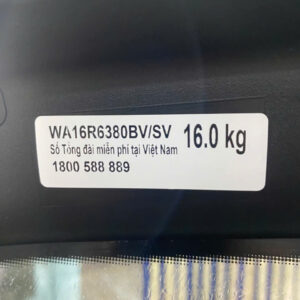 WA16R6380BV/SV 16.0 kg
Số Tổng đài miễn phí tại Việt Nam
1800 588 889